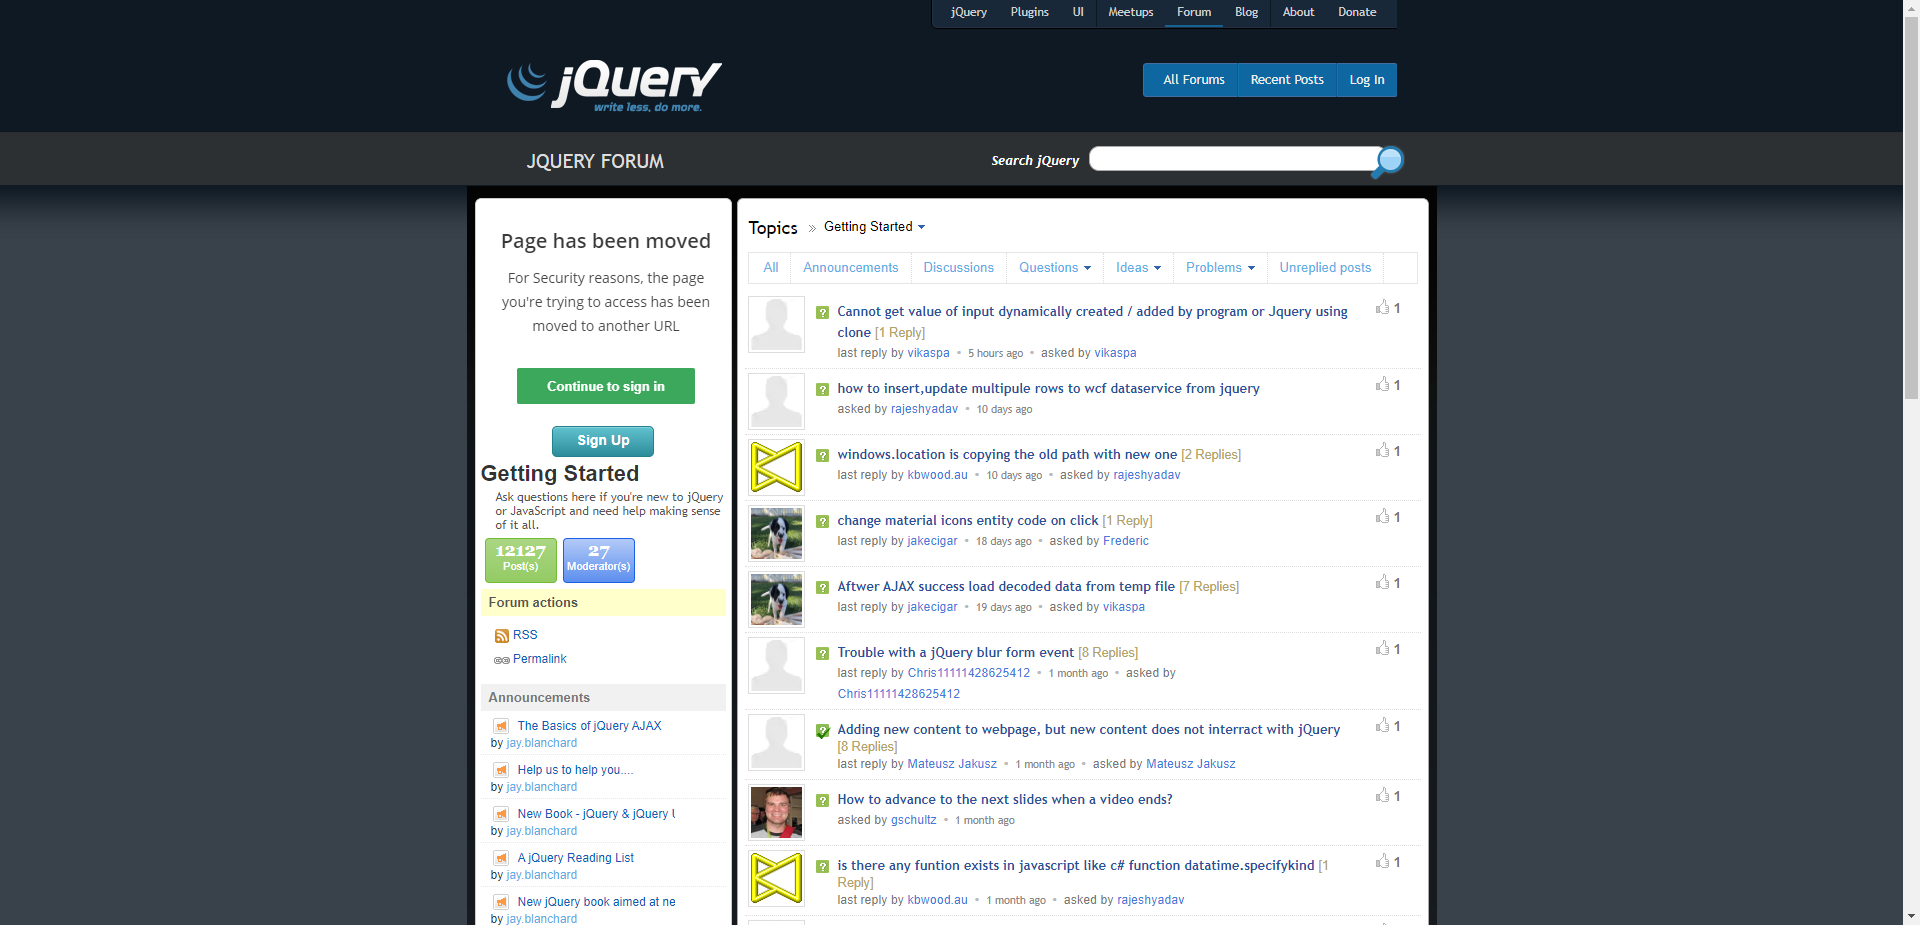 jQuery Plugins UI Meetups Forum Blog About Donate
jQuery
write less, do more.
All Forums Recent Posts Log In
JQUERY FORUM
Search jQuery
Page has been moved
For Security reasons, the page
you're trying to access has been
moved to another URL
Continue to sign in
Sign Up
Getting Started
Ask questions here if you're new to jQuery
or JavaScript and need help making sense
of it all.
12127
Post(s)
27
Moderator(s)
Forum actions
RSS
Permalink
Announcements
The Basics of jQuery AJAX
by jay.blanchard
Help us to help you....
by jay.blanchard
New Book - jQuery & jQuery U
by jay.blanchard
A jQuery Reading List
by jay.blanchard
New jQuery book aimed at ne
by jay.blanchard
Topics » Getting Started
All Announcements Discussions Questions Ideas Problems Unreplied posts
Cannot get value of input dynamically created / added by program or Jquery using
clone [1 Reply]
last reply by vikaspa • 5 hours ago • asked by vikaspa
1
how to insert,update multipule rows to wcf dataservice from jquery
asked by rajeshyadav • 10 days ago
1
windows.location is copying the old path with new one [2 Replies]
last reply by kbwood.au • 10 days ago • asked by rajeshyadav
1
change material icons entity code on click [1 Reply]
last reply by jakecigar • 18 days ago • asked by Frederic
1
Aftwer AJAX success load decoded data from temp file [7 Replies]
last reply by jakecigar • 19 days ago • asked by vikaspa
1
Trouble with a jQuery blur form event [8 Replies]
last reply by Chris11111428625412 • 1 month ago • asked by
Chris11111428625412
1
Adding new content to webpage, but new content does not interract with jQuery
[8 Replies]
last reply by Mateusz Jakusz • 1 month ago • asked by Mateusz Jakusz
1
How to advance to the next slides when a video ends?
asked by gschultz • 1 month ago
1
is there any funtion exists in javascript like c# function datatime.specifykind [1
Reply]
last reply by kbwood.au • 1 month ago • asked by rajeshyadav
1